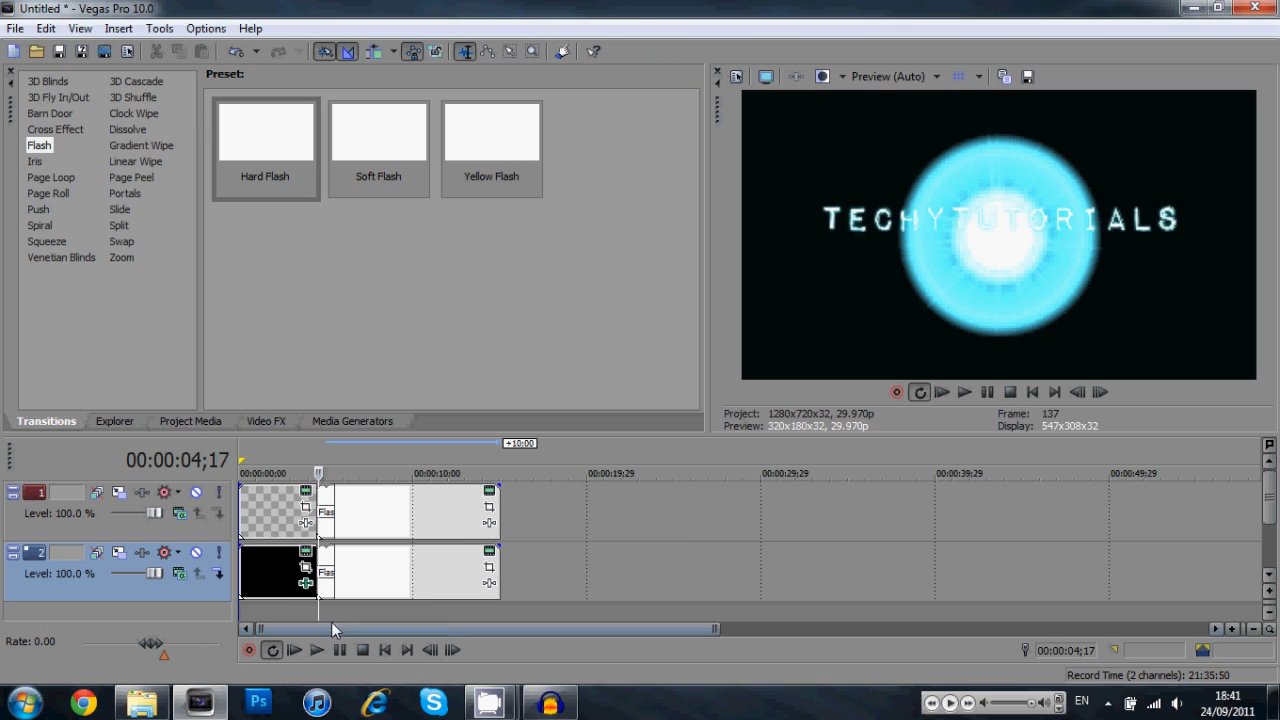 Untitled * - Vegas Pro 10.0
File Edit View Insert Tools Options Help
3D Blinds 3D Cascade
3D Fly In/Out 3D Shuffle
Barn Door Clock Wipe
Cross Effect Dissolve
Flash Gradient Wipe
Iris Linear Wipe
Page Loop Page Peel
Page Roll Portals
Push Slide
Spiral Split
Squeeze Swap
Venetian Blinds Zoom
Preset:
Hard Flash Soft Flash Yellow Flash
Preview (Auto)
TECHYTUTORIALS
Transitions Explorer Project Media Video FX Media Generators
Project: 1280x720x32, 29.970p Frame: 137
Preview: 320x180x32, 29.970p Display: 547x308x32
+10:00
00:00:04;17
00:00:00;00 00:00:10;00 00:00:19;29 00:00:29;29 00:00:39;29 00:00:49;29
1
Level: 100.0 %
Flas
2
Level: 100.0 %
Flas
Rate: 0.00
00:00:04;17
Record Time (2 channels): 21:35:50
Ps
EN
18:41
24/09/2011